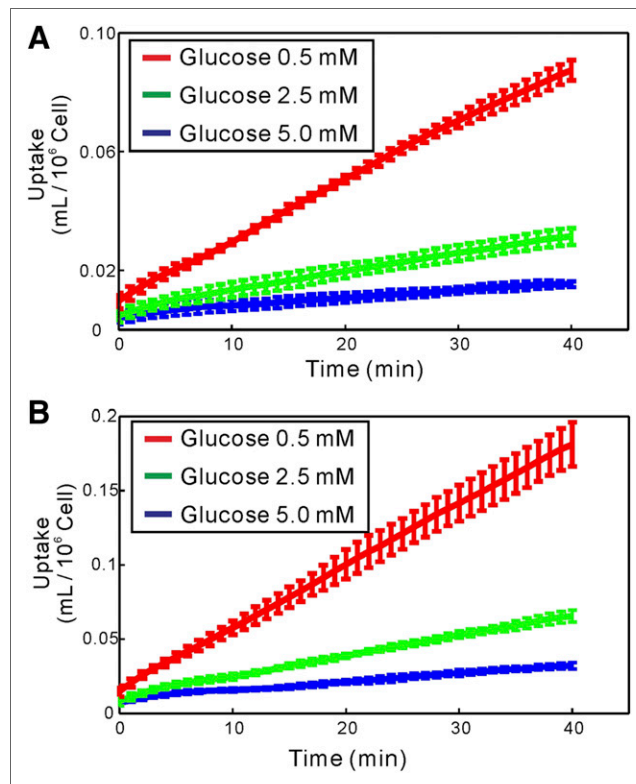 A
0.10
0.06
0.02
0
Uptake
(mL / 10⁶ Cell)
Glucose 0.5 mM
Glucose 2.5 mM
Glucose 5.0 mM
0 10 20 30 40
Time (min)
B
0.2
0.15
0.1
0.05
0
Uptake
(mL / 10⁶ Cell)
Glucose 0.5 mM
Glucose 2.5 mM
Glucose 5.0 mM
0 10 20 30 40
Time (min)